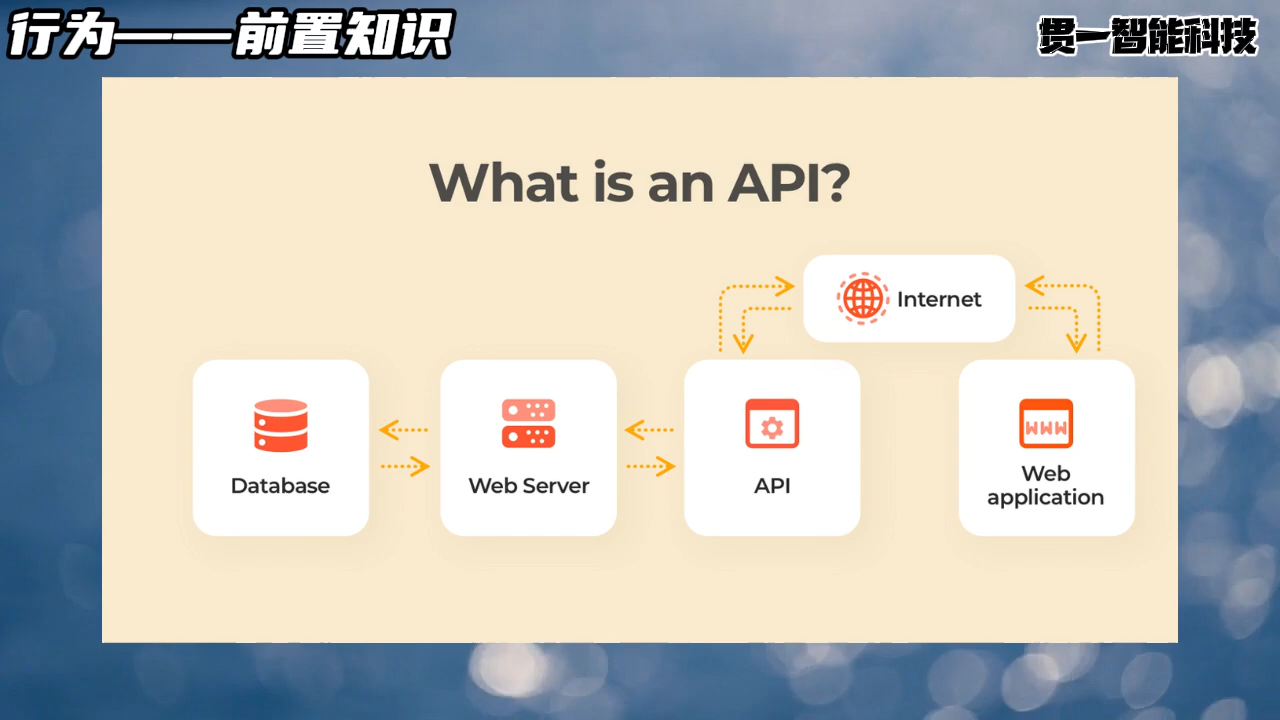 行为——前置知识
贯一智能科技
What is an API?
Internet
Database
Web Server
API
WWW
Web
application